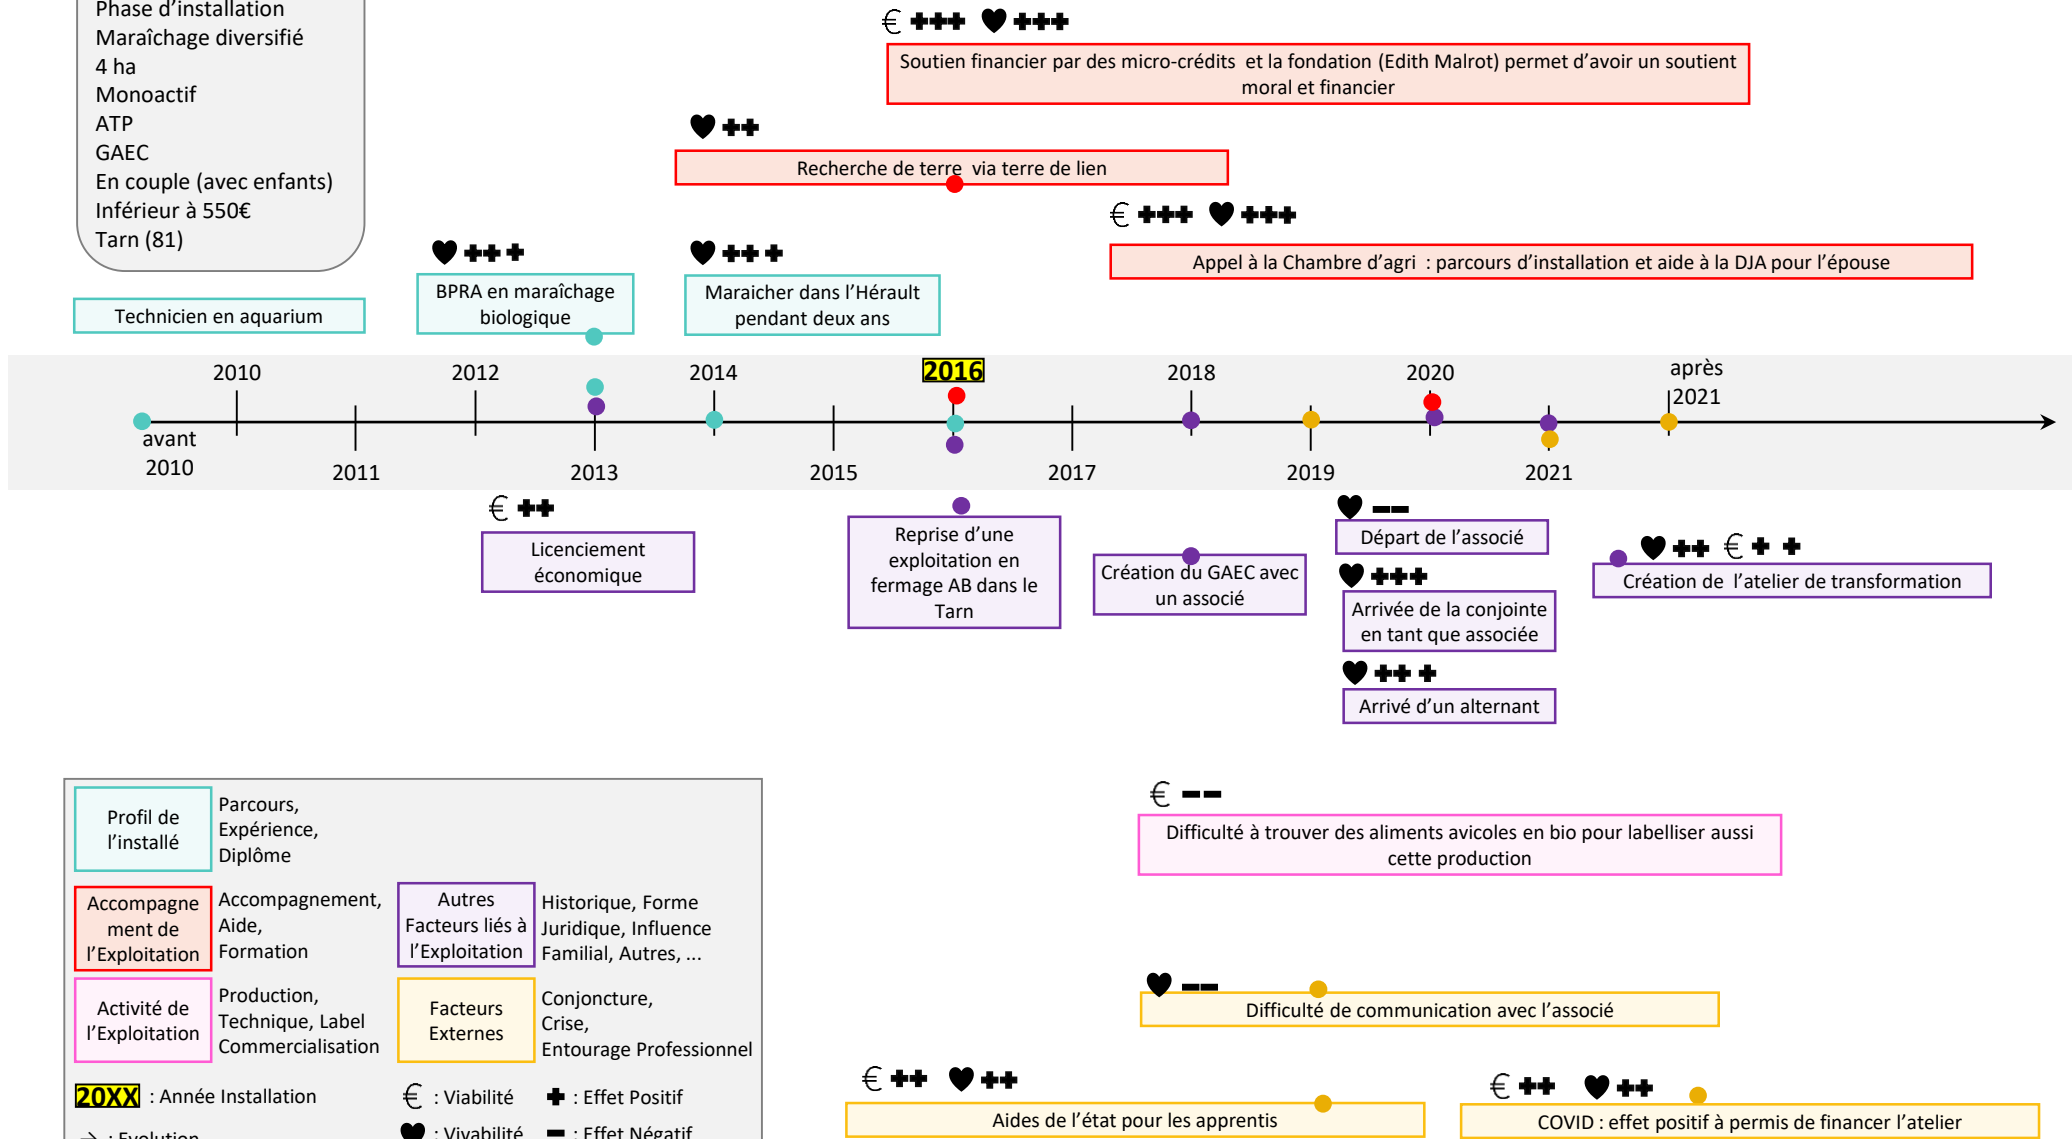 Phase d’installation
Maraîchage diversifié
4 ha
Monoactif
ATP
GAEC
En couple (avec enfants)
Inférieur à 550€
Tarn (81)
€ +++ +++
Soutien financier par des micro-crédits et la fondation (Edith Malrot) permet d’avoir un soutient
moral et financier
++
Recherche de terre via terre de lien
€ +++ +++
Appel à la Chambre d’agri : parcours d’installation et aide à la DJA pour l’épouse
Technicien en aquarium
+++
BPRA en maraîchage
biologique
+++
Maraicher dans l’Hérault
pendant deux ans
2010
2012
2014
2016
2018
2020
après
2021
avant
2010
2011
2013
2015
2017
2019
2021
€ ++
Licenciement
économique
Reprise d’une
exploitation en
fermage AB dans le
Tarn
Création du GAEC avec
un associé
−−
Départ de l’associé
+++
Arrivée de la conjointe
en tant que associée
+++
Arrivé d’un alternant
++ € + +
Création de l’atelier de transformation
€ −−
Difficulté à trouver des aliments avicoles en bio pour labelliser aussi
cette production
−−
Difficulté de communication avec l’associé
€ ++ ++
Aides de l’état pour les apprentis
€ ++ ++
COVID : effet positif à permis de financer l’atelier
Profil de
l’installé
Parcours,
Expérience,
Diplôme
Accompagne
ment de
l’Exploitation
Accompagnement,
Aide,
Formation
Autres
Facteurs liés à
l’Exploitation
Historique, Forme
Juridique, Influence
Familial, Autres, ...
Activité de
l’Exploitation
Production,
Technique, Label
Commercialisation
Facteurs
Externes
Conjoncture,
Crise,
Entourage Professionnel
20XX : Année Installation
€ : Viabilité
+ : Effet Positif
→ : Evolution
: Vivabilité
− : Effet Négatif